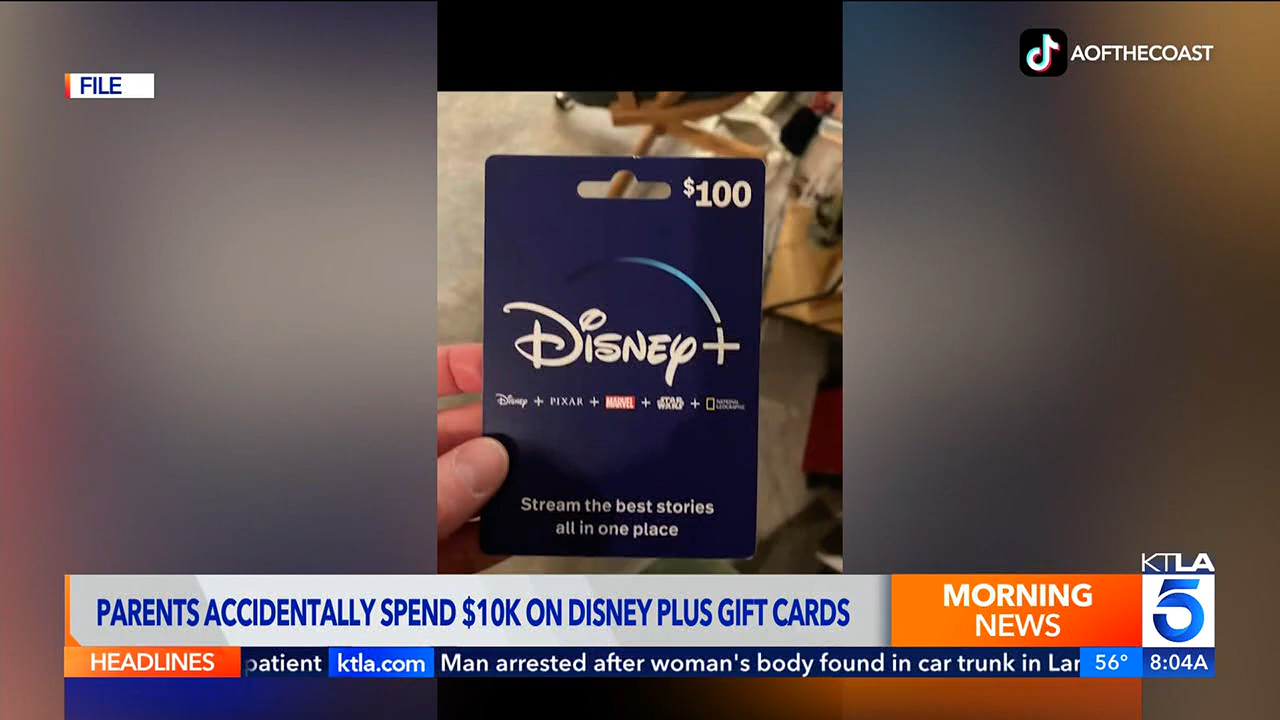 FILE
AOFTHECOAST
$100
Disney+
Disney + PIXAR + MARVEL + STAR WARS + NATIONAL GEOGRAPHIC
Stream the best stories
all in one place
PARENTS ACCIDENTALLY SPEND $10K ON DISNEY PLUS GIFT CARDS
MORNING
NEWS
KTLA
5
HEADLINES patient ktla.com Man arrested after woman's body found in car trunk in Lan 56° 8:04A